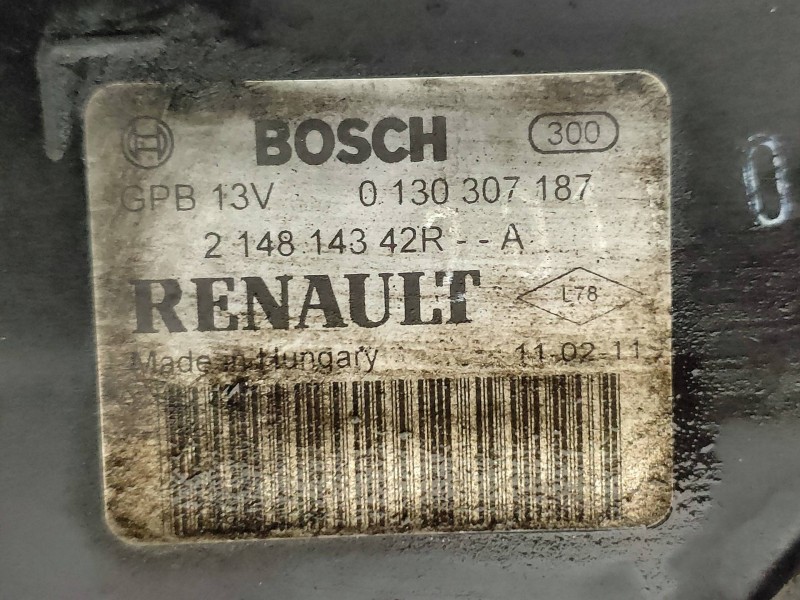 BOSCH 300
GPB 13V 0 130 307 187
2 148 143 42R - - A
RENAULT L78
Made in Hungary 11-02-11